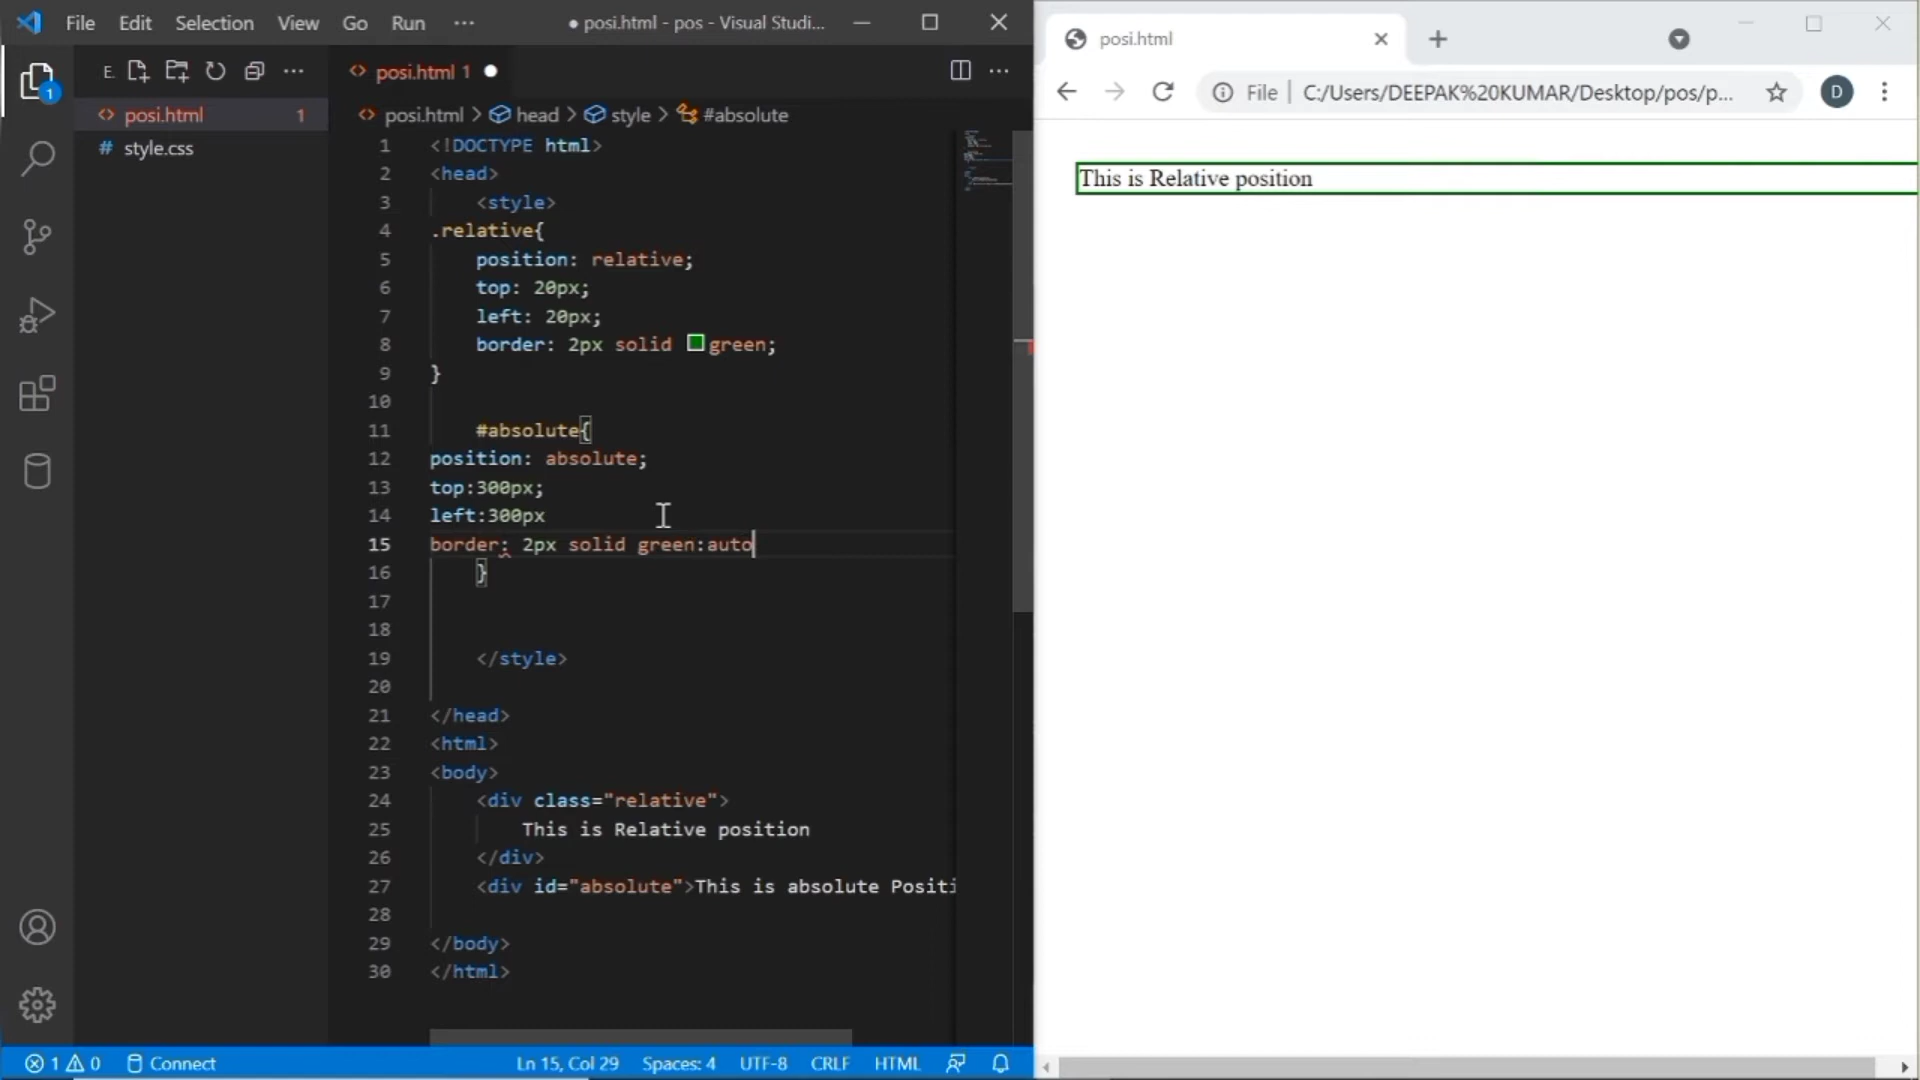 File Edit Selection View Go Run ··· ● posi.html - pos - Visual Studi...
E.
posi.html 1
style.css
1
posi.html 1 ●
posi.html > head > style > #absolute
1 <!DOCTYPE html>
2 <head>
3 <style>
4 .relative{
5 position: relative;
6 top: 20px;
7 left: 20px;
8 border: 2px solid green;
9 }
10
11 #absolute{
12 position: absolute;
13 top:300px;
14 left:300px
15 border: 2px solid green:auto
16 }
17
18
19 </style>
20
21 </head>
22 <html>
23 <body>
24 <div class="relative">
25 This is Relative position
26 </div>
27 <div id="absolute">This is absolute Positi
28
29 </body>
30 </html>
1 0 Connect Ln 15, Col 29 Spaces: 4 UTF-8 CRLF HTML
posi.html
File | C:/Users/DEEPAK%20KUMAR/Desktop/pos/p...
D
This is Relative position